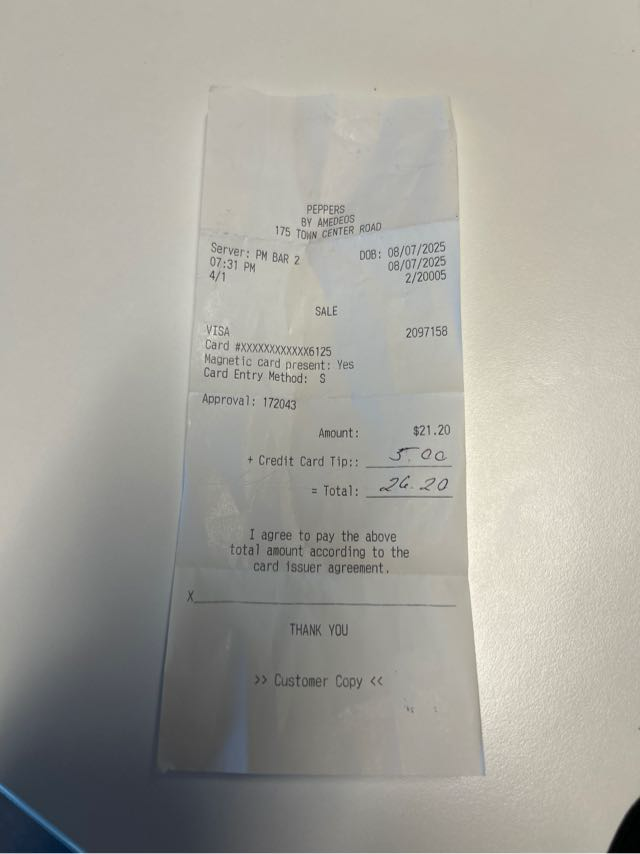 PEPPERS
BY AMEDEOS
175 TOWN CENTER ROAD
Server: PM BAR 2 DOB: 08/07/2025
07:31 PM 08/07/2025
4/1 2/20005
SALE
VISA 2097158
Card #XXXXXXXXXXXX6125
Magnetic card present: Yes
Card Entry Method: S
Approval: 172043
Amount: $21.20
+ Credit Card Tip:: 5.00
= Total: 26.20
I agree to pay the above
total amount according to the
card issuer agreement.
X
THANK YOU
>> Customer Copy <<